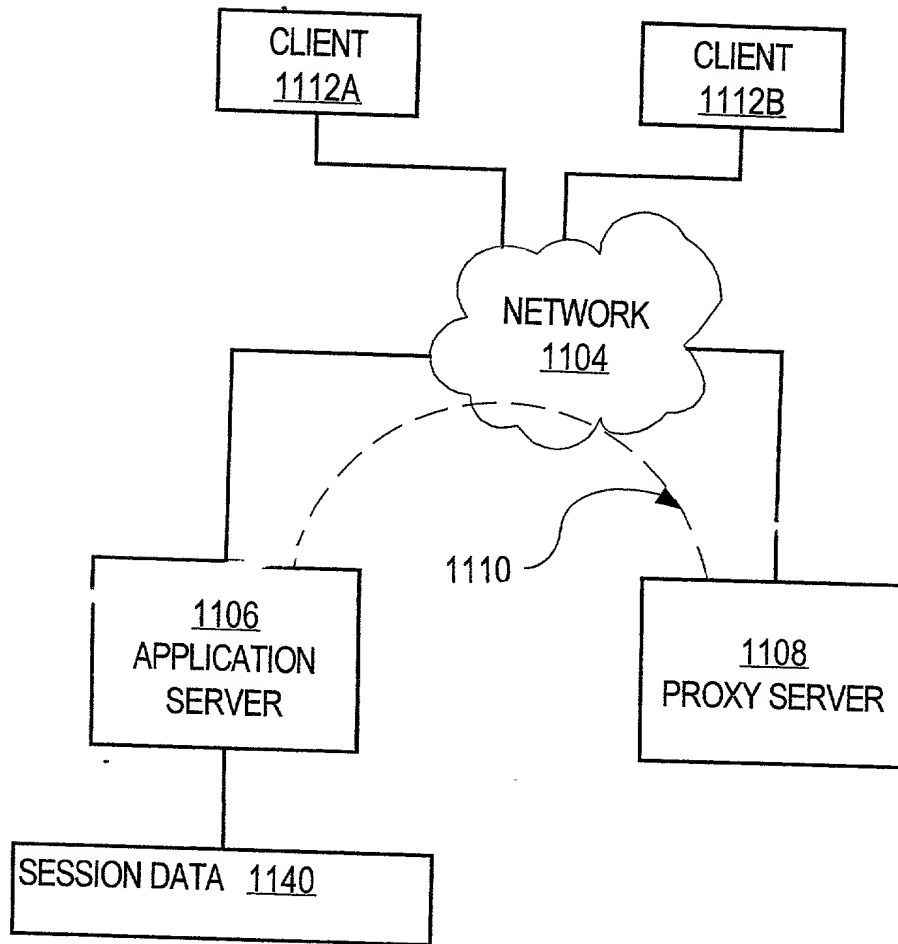 CLIENT
1112A
CLIENT
1112B
NETWORK
1104
1110
1106
APPLICATION
SERVER
1108
PROXY SERVER
SESSION DATA 1140